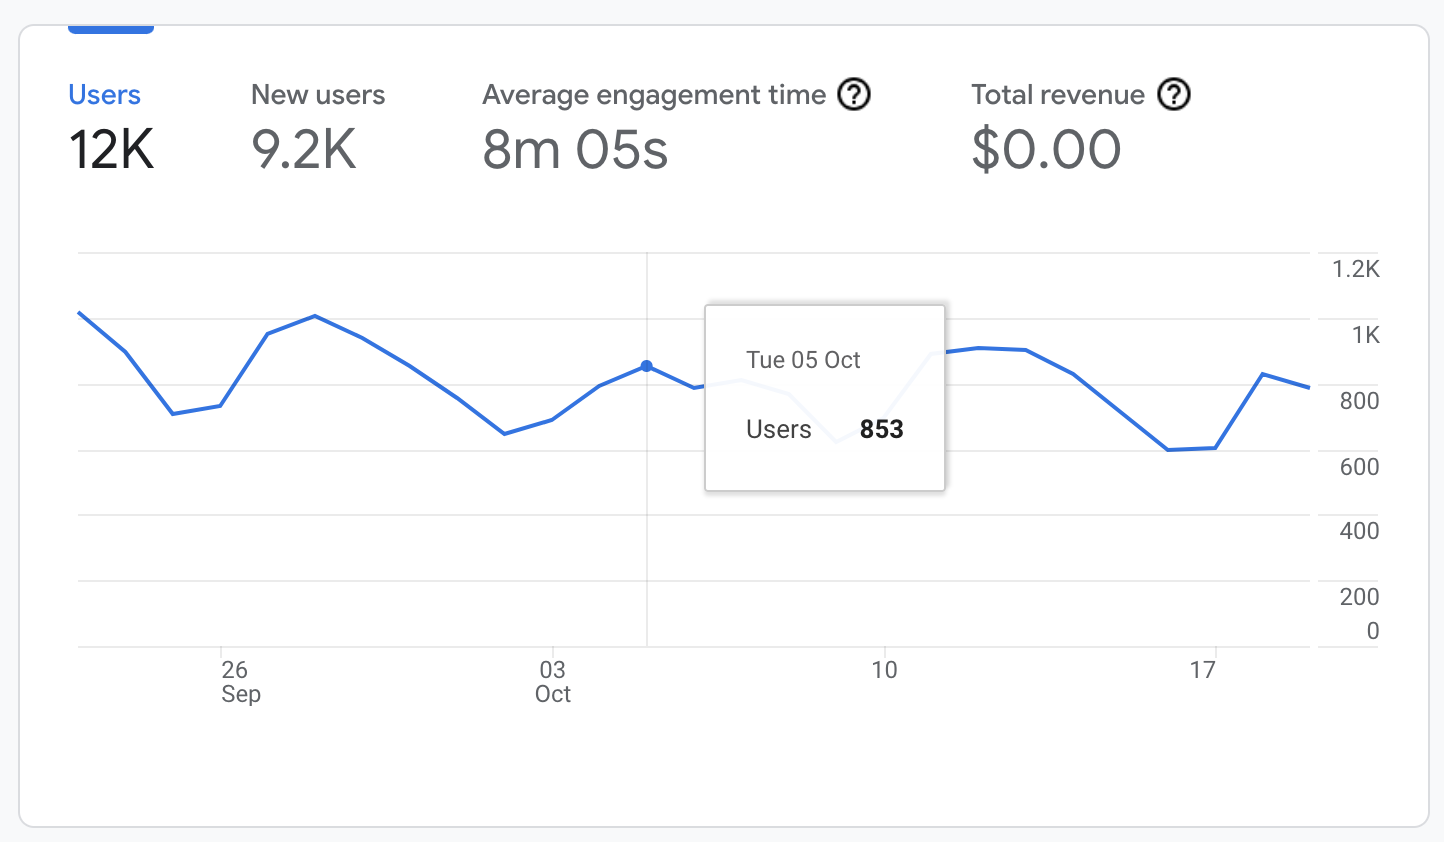 Users
12K
New users
9.2K
Average engagement time ?
8m 05s
Total revenue ?
$0.00
1.2K
1K
800
600
400
200
0
Tue 05 Oct
Users 853
26
Sep
03
Oct
10
17